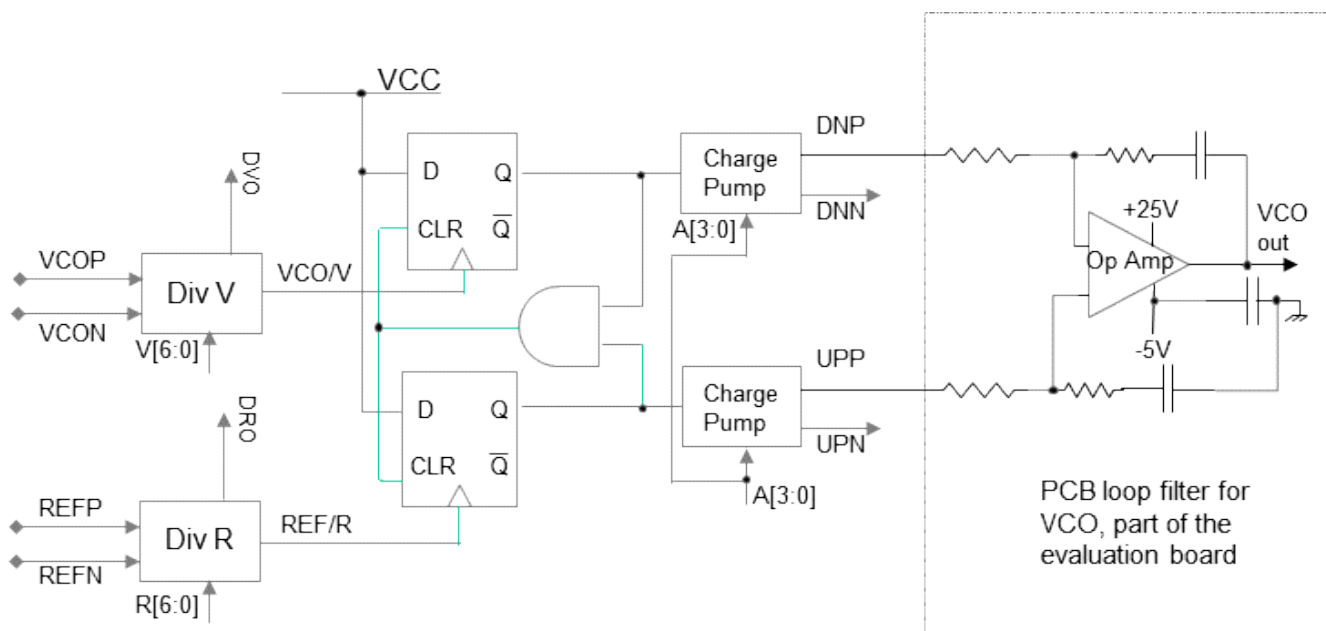 VCC
DNP
DVO
D
Q
Charge
Pump
CLR
Q
A[3:0]
DNN
+25V
VCO
out
Op Amp
-5V
VCOP
VCON
Div V
VCO/V
V[6:0]
UPP
DRO
D
Q
Charge
Pump
CLR
Q
UPN
A[3:0]
REFP
REFN
Div R
REF/R
R[6:0]
PCB loop filter for
VCO, part of the
evaluation board